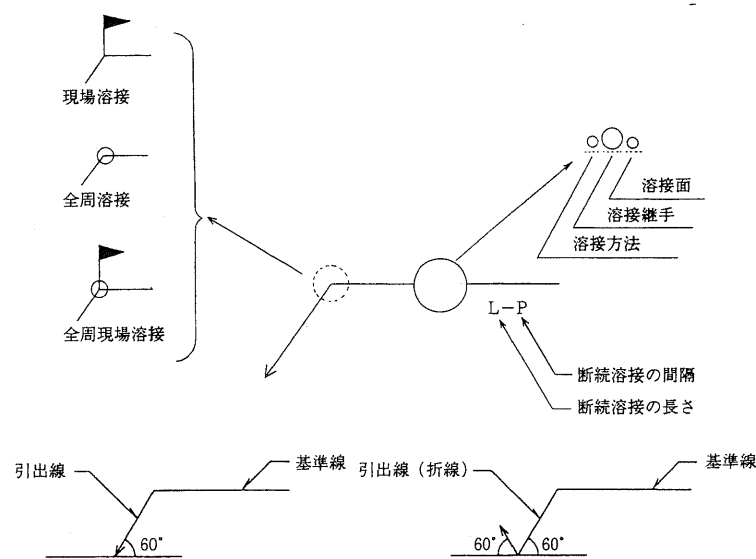 現場溶接
全周溶接
全周現場溶接
溶接面
溶接継手
溶接方法
L-P
断続溶接の間隔
断続溶接の長さ
引出線
基準線
60°
引出線(折線)
基準線
60°
60°